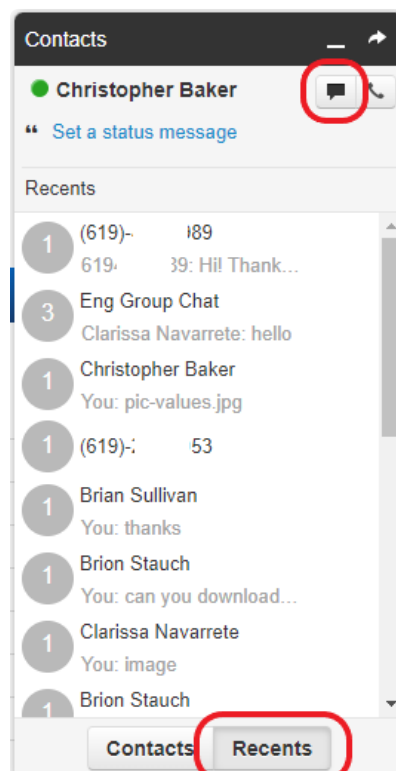 Contacts
Christopher Baker
“ Set a status message
Recents
1
(619)- 89
619 39: Hi! Thank...
3
Eng Group Chat
Clarissa Navarrete: hello
1
Christopher Baker
You: pic-values.jpg
1
(619)- 53
1
Brian Sullivan
You: thanks
1
Brion Stauch
You: can you download...
1
Clarissa Navarrete
You: image
1
Brion Stauch
Contacts Recents